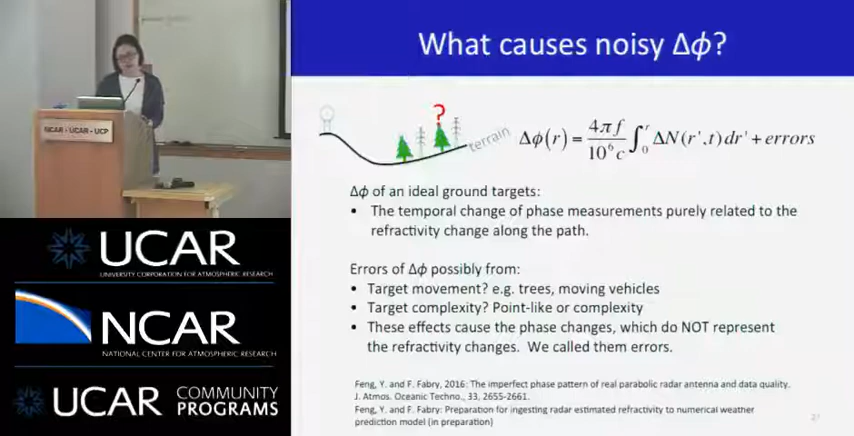 What causes noisy Δϕ?
?
terrain
Δϕ(r) = 4πf / 10⁶c ∫₀ʳ ΔN(r',t)dr' + errors
Δϕ of an ideal ground targets:
• The temporal change of phase measurements purely related to the
refractivity change along the path.
Errors of Δϕ possibly from:
• Target movement? e.g. trees, moving vehicles
• Target complexity? Point-like or complexity
• These effects cause the phase changes, which do NOT represent
the refractivity changes. We called them errors.
Feng, Y. and F. Fabry, 2016: The imperfect phase pattern of real parabolic radar antenna and data quality.
J. Atmos. Oceanic Techno., 33, 2655-2661.
Feng, Y. and F. Fabry: Preparation for ingesting radar estimated refractivity to numerical weather
prediction model (in preparation)
NCAR - UCAR - UCP
UCAR
UNIVERSITY CORPORATION FOR ATMOSPHERIC RESEARCH
NCAR
NATIONAL CENTER FOR ATMOSPHERIC RESEARCH
UCAR COMMUNITY
PROGRAMS